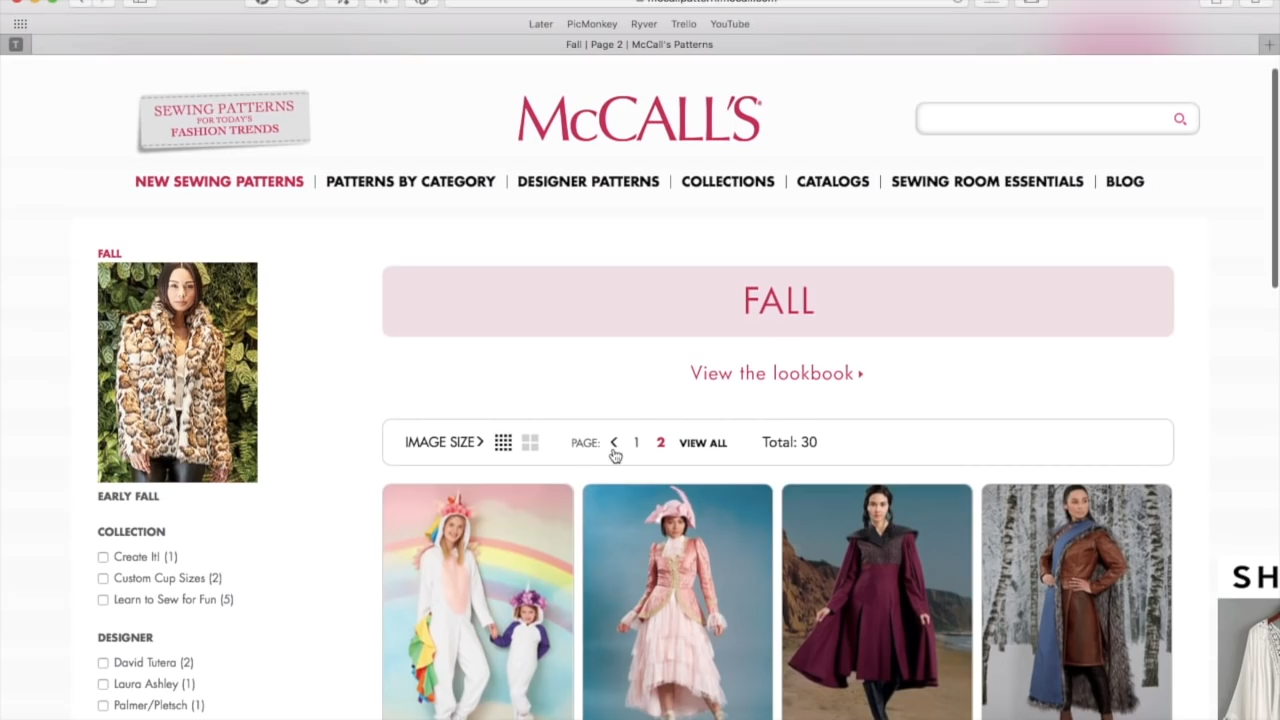 Later PicMonkey Ryver Trello YouTube
T
Fall | Page 2 | McCall's Patterns
SEWING PATTERNS
FOR TODAY'S
FASHION TRENDS
McCALL'S
NEW SEWING PATTERNS | PATTERNS BY CATEGORY | DESIGNER PATTERNS | COLLECTIONS | CATALOGS | SEWING ROOM ESSENTIALS | BLOG
FALL
FALL
View the lookbook
IMAGE SIZE PAGE: 1 2 VIEW ALL Total: 30
EARLY FALL
COLLECTION
Create It! (1)
Custom Cup Sizes (2)
Learn to Sew for Fun (5)
SH
DESIGNER
David Tutera (2)
Laura Ashley (1)
Palmer/Pletsch (1)